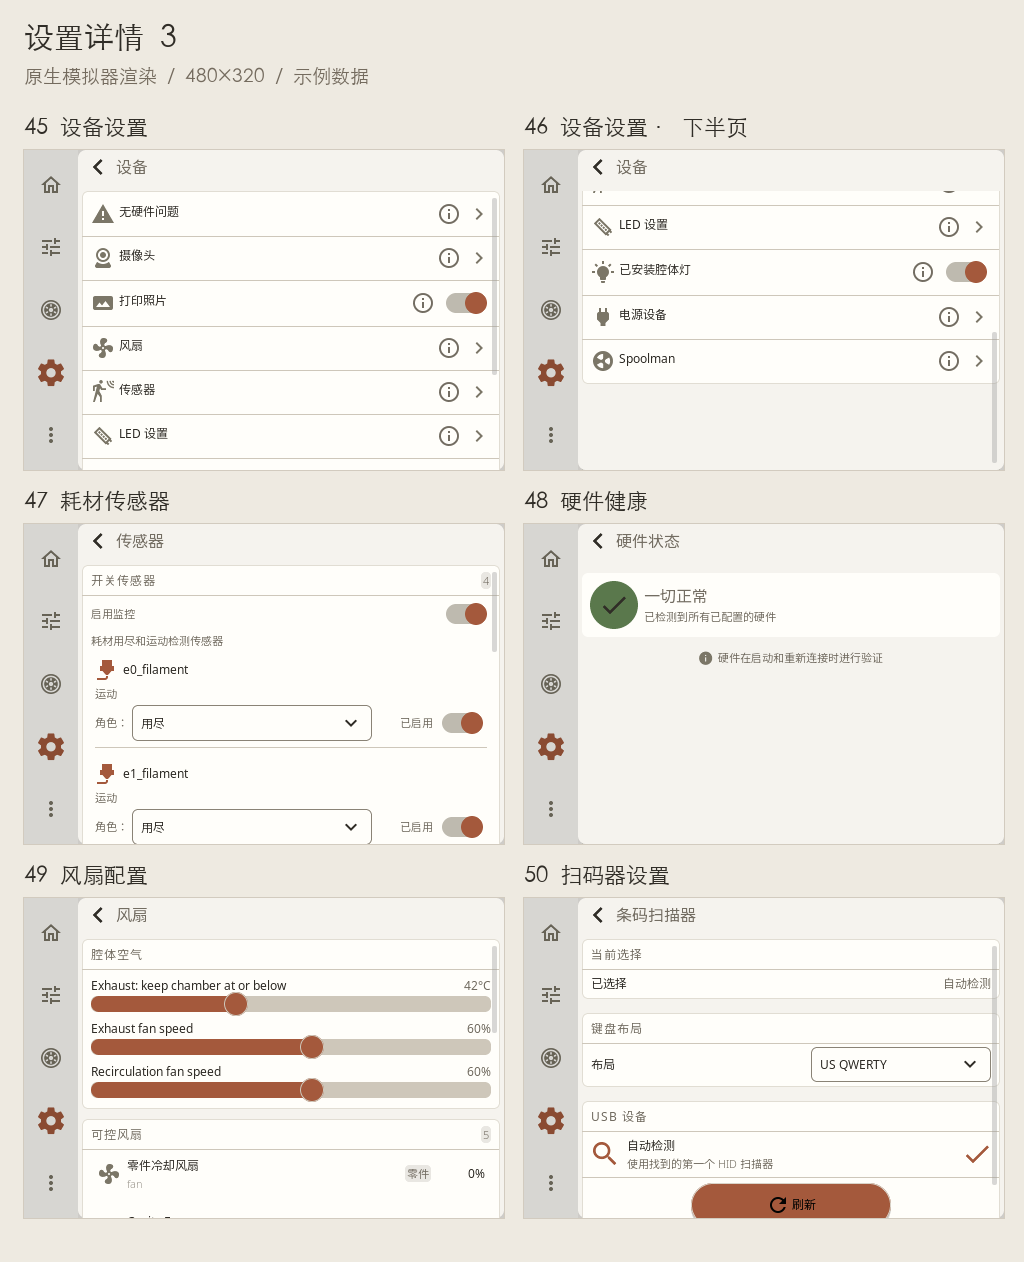 设置详情 3
原生模拟器渲染 / 480×320 / 示例数据
45 设备设置
设备
无硬件问题
摄像头
打印照片
风扇
传感器
LED 设置
46 设备设置 · 下半页
设备
LED 设置
已安装腔体灯
电源设备
Spoolman
47 耗材传感器
传感器
开关传感器 4
启用监控
耗材用尽和运动检测传感器
e0_filament
运动
角色： 用尽 已启用
e1_filament
运动
角色： 用尽 已启用
48 硬件健康
硬件状态
一切正常
已检测到所有已配置的硬件
硬件在启动和重新连接时进行验证
49 风扇配置
风扇
腔体空气
Exhaust: keep chamber at or below 42°C
Exhaust fan speed 60%
Recirculation fan speed 60%
可控风扇 5
零件冷却风扇 零件 0%
fan
50 扫码器设置
条码扫描器
当前选择
已选择 自动检测
键盘布局
布局 US QWERTY
USB 设备
自动检测
使用找到的第一个 HID 扫描器
刷新